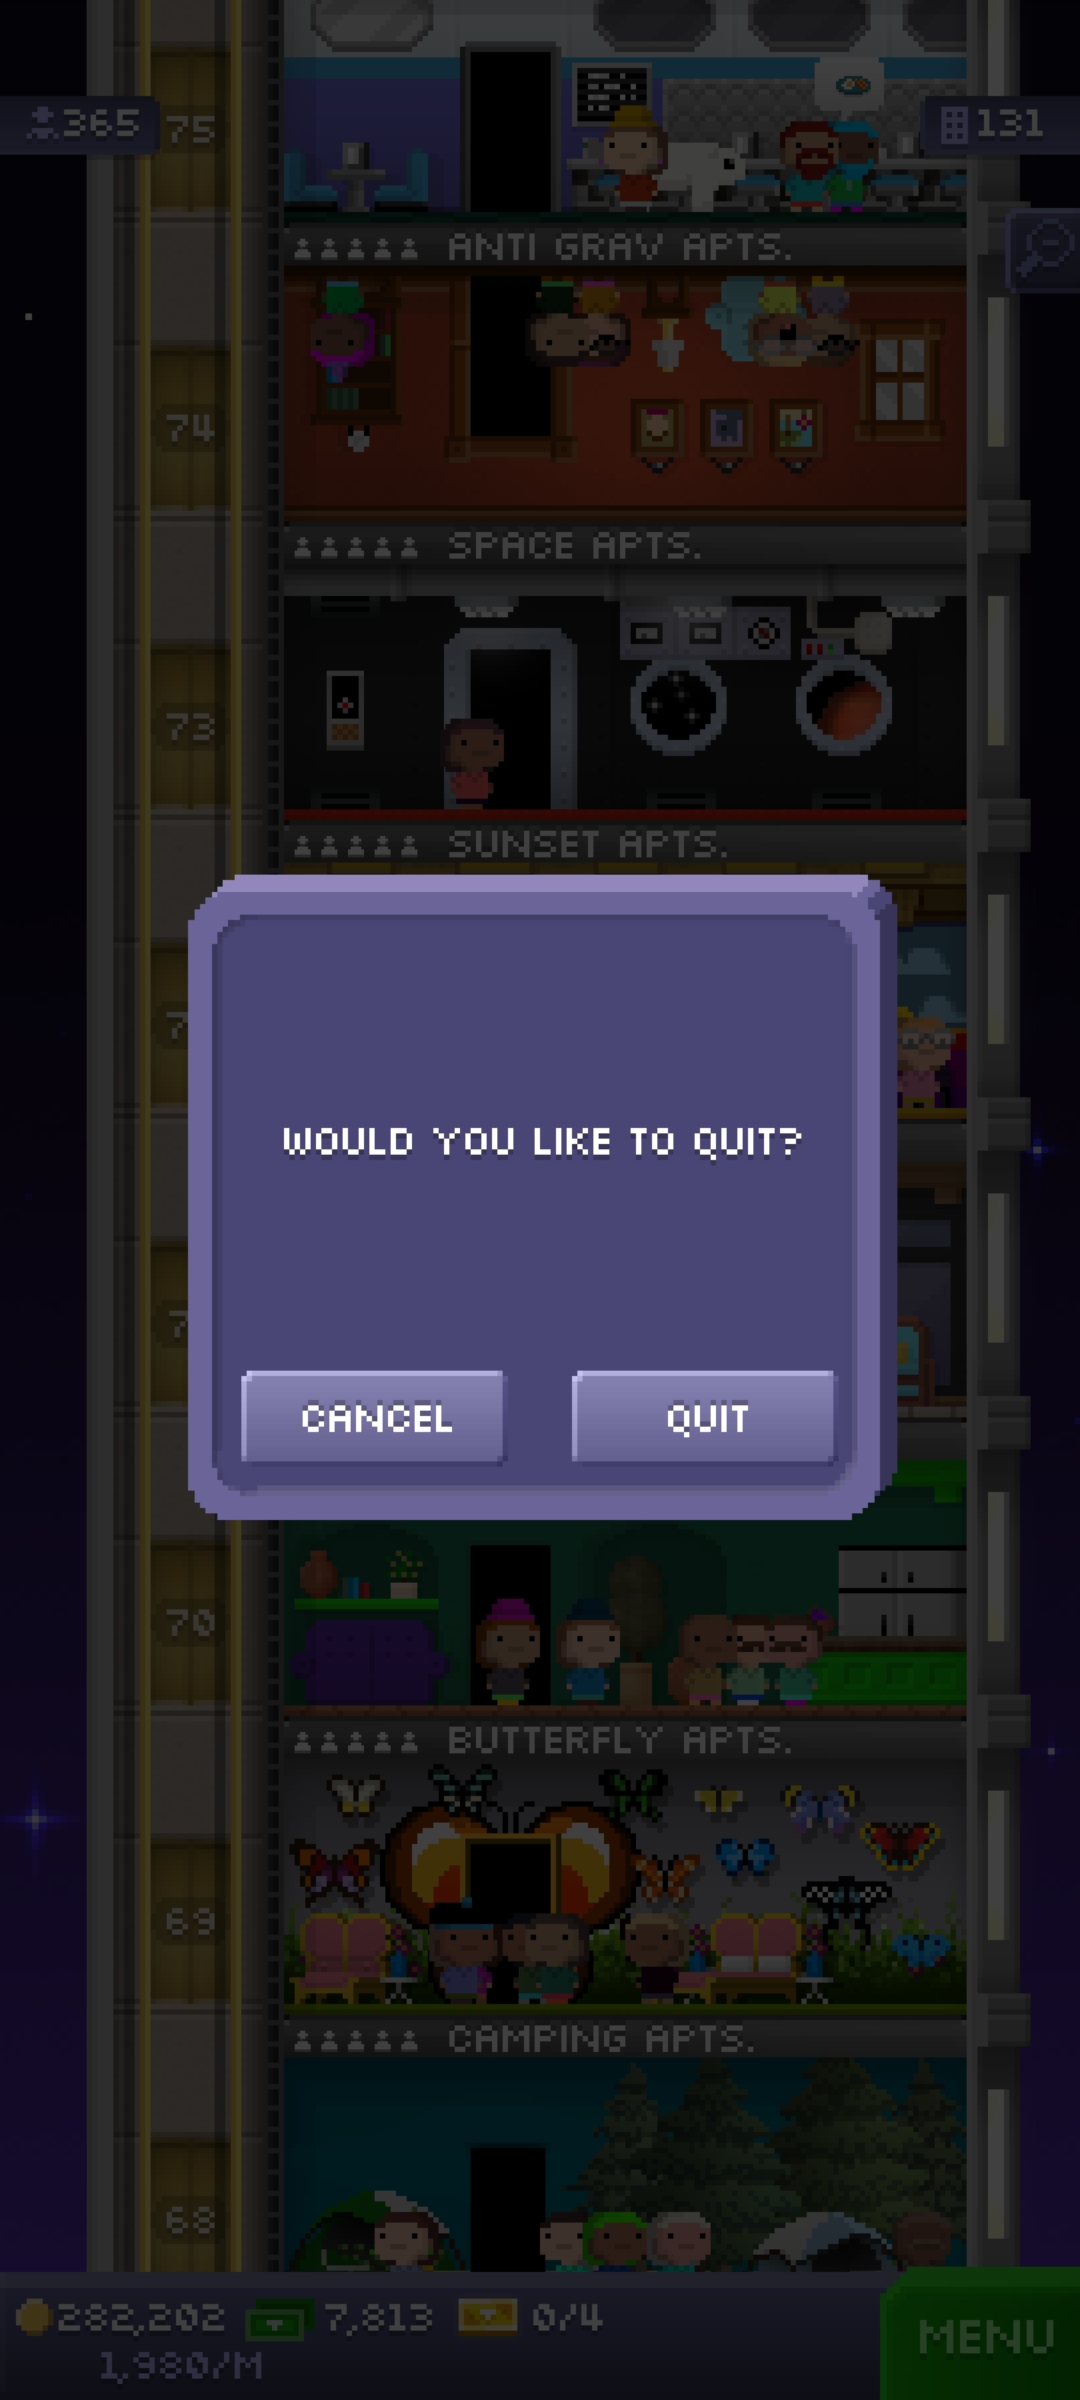 365
75
131
ANTI GRAV APTS.
74
SPACE APTS.
73
SUNSET APTS.
WOULD YOU LIKE TO QUIT?
CANCEL
QUIT
70
BUTTERFLY APTS.
69
CAMPING APTS.
68
282,202
7,813
0/4
MENU
1,980/M